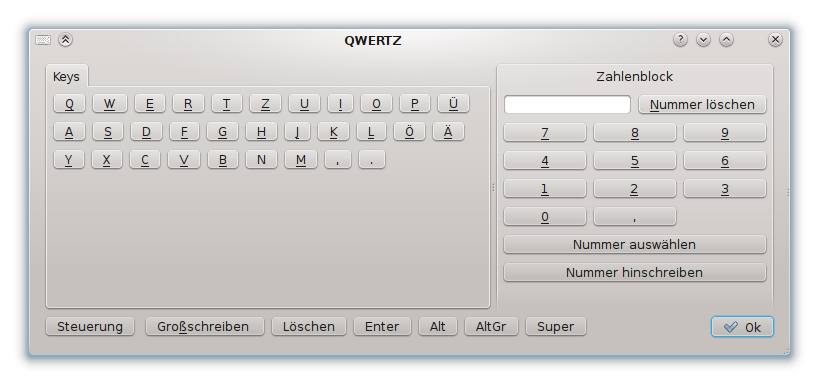 QWERTZ
Keys
Q W E R T Z U I O P Ü
A S D F G H J K L Ö Ä
Y X C V B N M , .
Zahlenblock
Nummer löschen
7 8 9
4 5 6
1 2 3
0 ,
Nummer auswählen
Nummer hinschreiben
Steuerung Großschreiben Löschen Enter Alt AltGr Super Ok